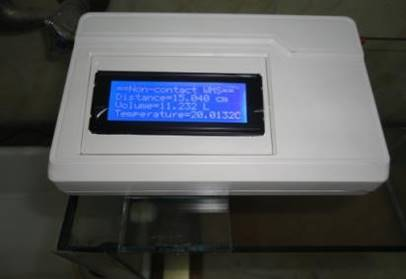 ==Non-contact WMS==
Distance=15.040 cm
Volume=11.232 L
Temperature=20.0132C